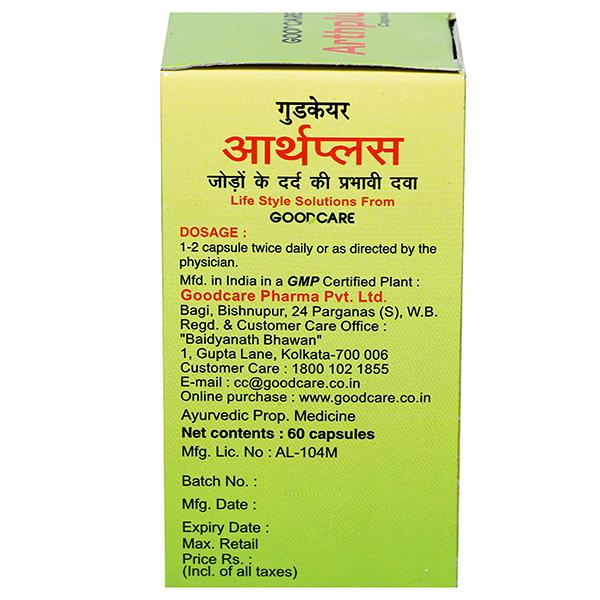 GOODCARE
Arthplu
Capsul
गुडकेयर
आर्थप्लस
जोड़ों के दर्द की प्रभावी दवा
Life Style Solutions From
GOODCARE
DOSAGE :
1-2 capsule twice daily or as directed by the
physician.
Mfd. in India in a GMP Certified Plant :
Goodcare Pharma Pvt. Ltd.
Bagi, Bishnupur, 24 Parganas (S), W.B.
Regd. & Customer Care Office :
"Baidyanath Bhawan"
1, Gupta Lane, Kolkata-700 006
Customer Care : 1800 102 1855
E-mail : cc@goodcare.co.in
Online purchase : www.goodcare.co.in
Ayurvedic Prop. Medicine
Net contents : 60 capsules
Mfg. Lic. No : AL-104M
Batch No. :
Mfg. Date :
Expiry Date :
Max. Retail
Price Rs. :
(Incl. of all taxes)